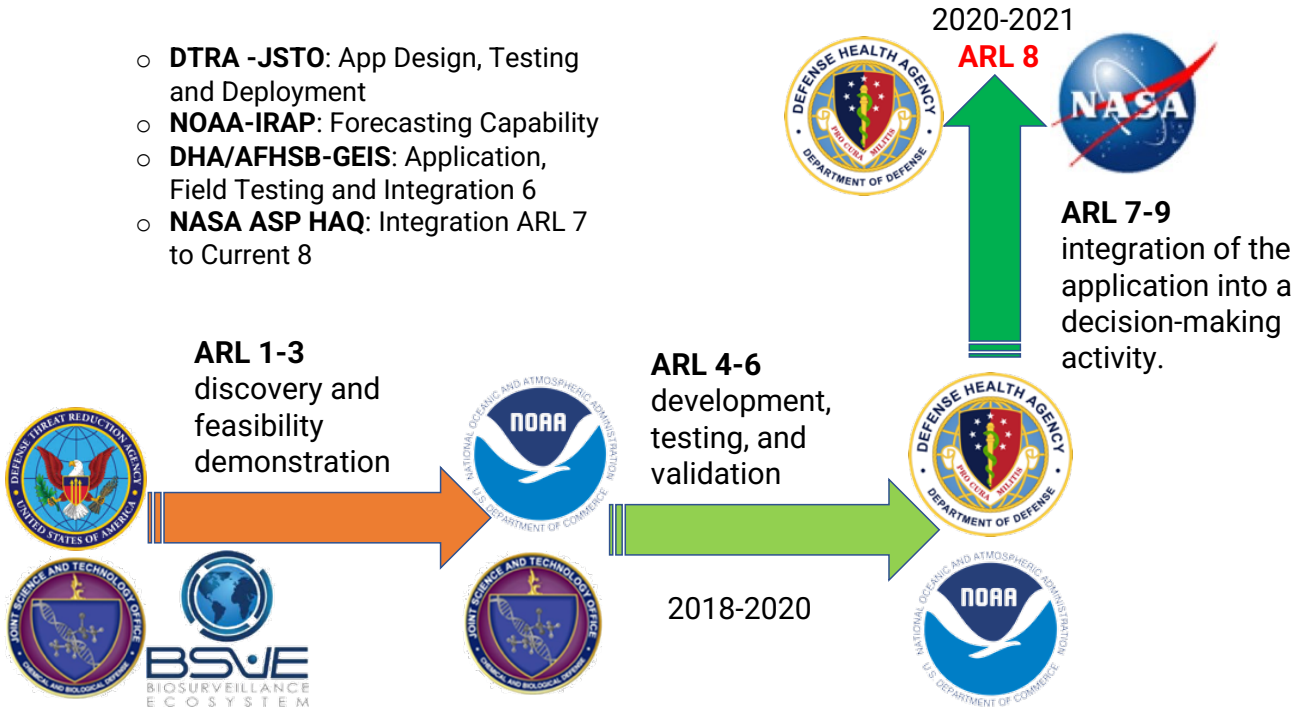 o DTRA -JSTO: App Design, Testing
and Deployment
o NOAA-IRAP: Forecasting Capability
o DHA/AFHSB-GEIS: Application,
Field Testing and Integration 6
o NASA ASP HAQ: Integration ARL 7
to Current 8
2020-2021
ARL 8
DEFENSE HEALTH AGENCY
PRO CURA MILITIS
DEPARTMENT OF DEFENSE
NASA
ARL 7-9
integration of the
application into a
decision-making
activity.
ARL 1-3
discovery and
feasibility
demonstration
DEFENSE THREAT REDUCTION AGENCY
UNITED STATES OF AMERICA
JOINT SCIENCE AND TECHNOLOGY OFFICE
CHEMICAL AND BIOLOGICAL DEFENSE
BSVE
BIOSURVEILLANCE
ECOSYSTEM
NATIONAL OCEANIC AND ATMOSPHERIC ADMINISTRATION
NOAA
U.S. DEPARTMENT OF COMMERCE
JOINT SCIENCE AND TECHNOLOGY OFFICE
CHEMICAL AND BIOLOGICAL DEFENSE
ARL 4-6
development,
testing, and
validation
2018-2020
DEFENSE HEALTH AGENCY
PRO CURA MILITIS
DEPARTMENT OF DEFENSE
NATIONAL OCEANIC AND ATMOSPHERIC ADMINISTRATION
NOAA
U.S. DEPARTMENT OF COMMERCE